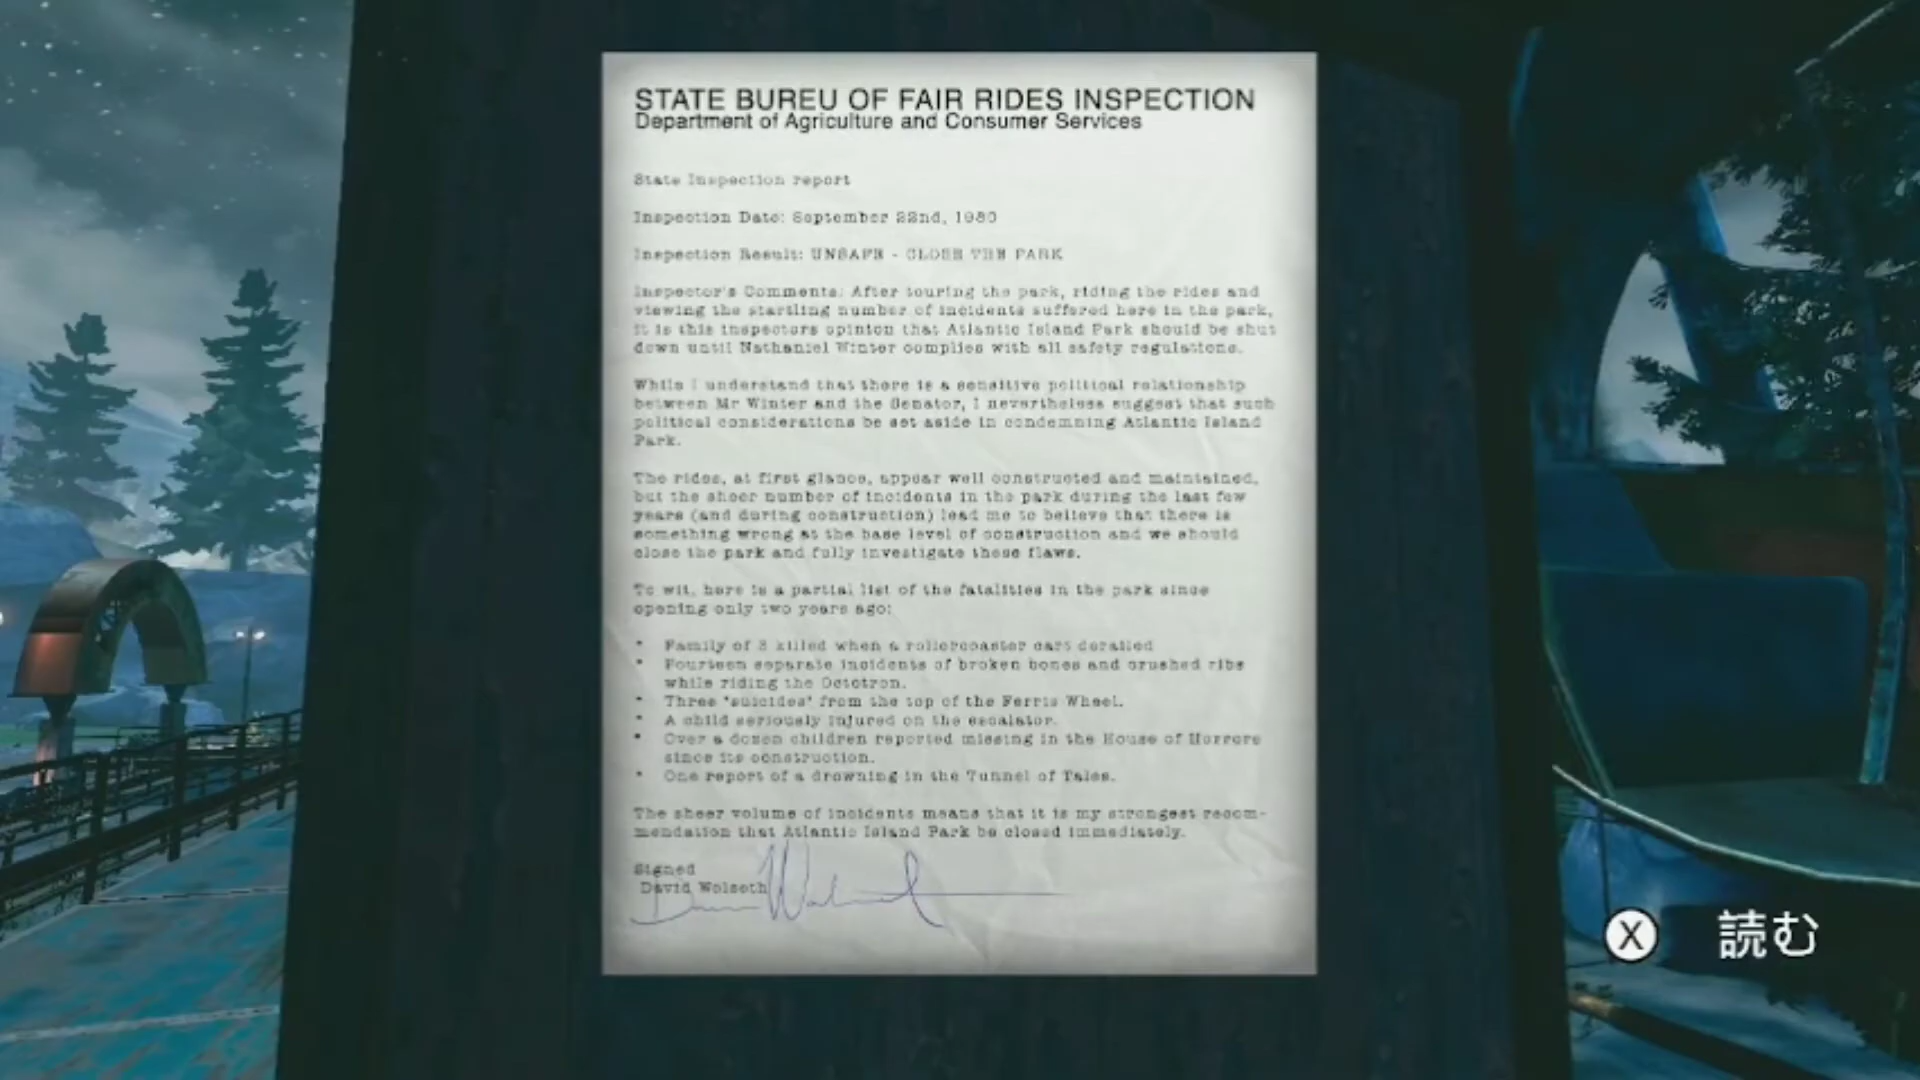 STATE BUREU OF FAIR RIDES INSPECTION
Department of Agriculture and Consumer Services
State Inspection report
Inspection Date: September 22nd, 1980
Inspection Result: UNSAFE - CLOSE THE PARK
Inspector's Comments: After touring the park, riding the rides and
viewing the startling number of incidents suffered here in the park,
it is this inspectors opinion that Atlantic Island Park should be shut
down until Nathaniel Winter complies with all safety regulations.
While I understand that there is a sensitive political relationship
between Mr Winter and the Senator, I nevertheless suggest that such
political considerations be set aside in condemning Atlantic Island
Park.
The rides, at first glance, appear well constructed and maintained,
but the sheer number of incidents in the park during the last few
years (and during construction) lead me to believe that there is
something wrong at the base level of construction and we should
close the park and fully investigate these flaws.
To wit, here is a partial list of the fatalities in the park since
opening only two years ago:
• Family of 3 killed when a rollercoaster cart derailed
• Fourteen separate incidents of broken bones and crushed ribs
while riding the Octotron.
• Three "suicides" from the top of the Ferris Wheel.
• A child seriously injured on the escalator.
• Over a dozen children reported missing in the House of Horrors
since its construction.
• One report of a drowning in the Tunnel of Tales.
The sheer volume of incidents means that it is my strongest recom-
mendation that Atlantic Island Park be closed immediately.
Signed
David Wolseth
X 読む